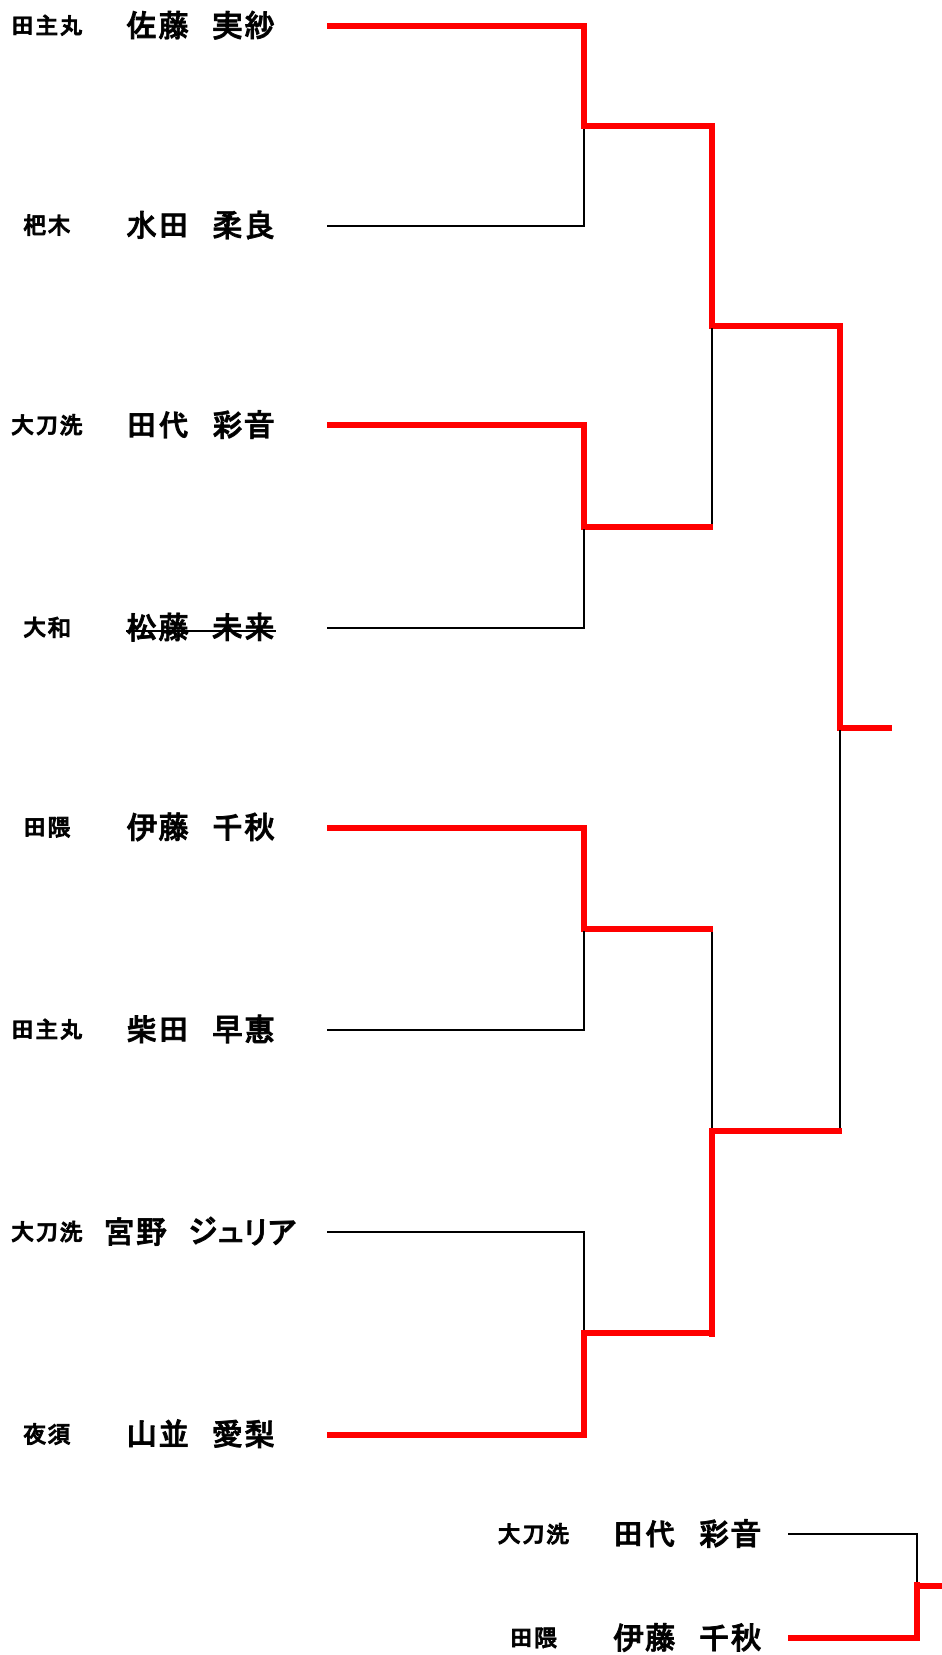 田主丸 佐藤 実紗
杷木 水田 柔良
大刀洗 田代 彩音
大和 松藤 未来
田隈 伊藤 千秋
田主丸 柴田 早惠
大刀洗 宮野 ジュリア
夜須 山並 愛梨
大刀洗 田代 彩音
田隈 伊藤 千秋